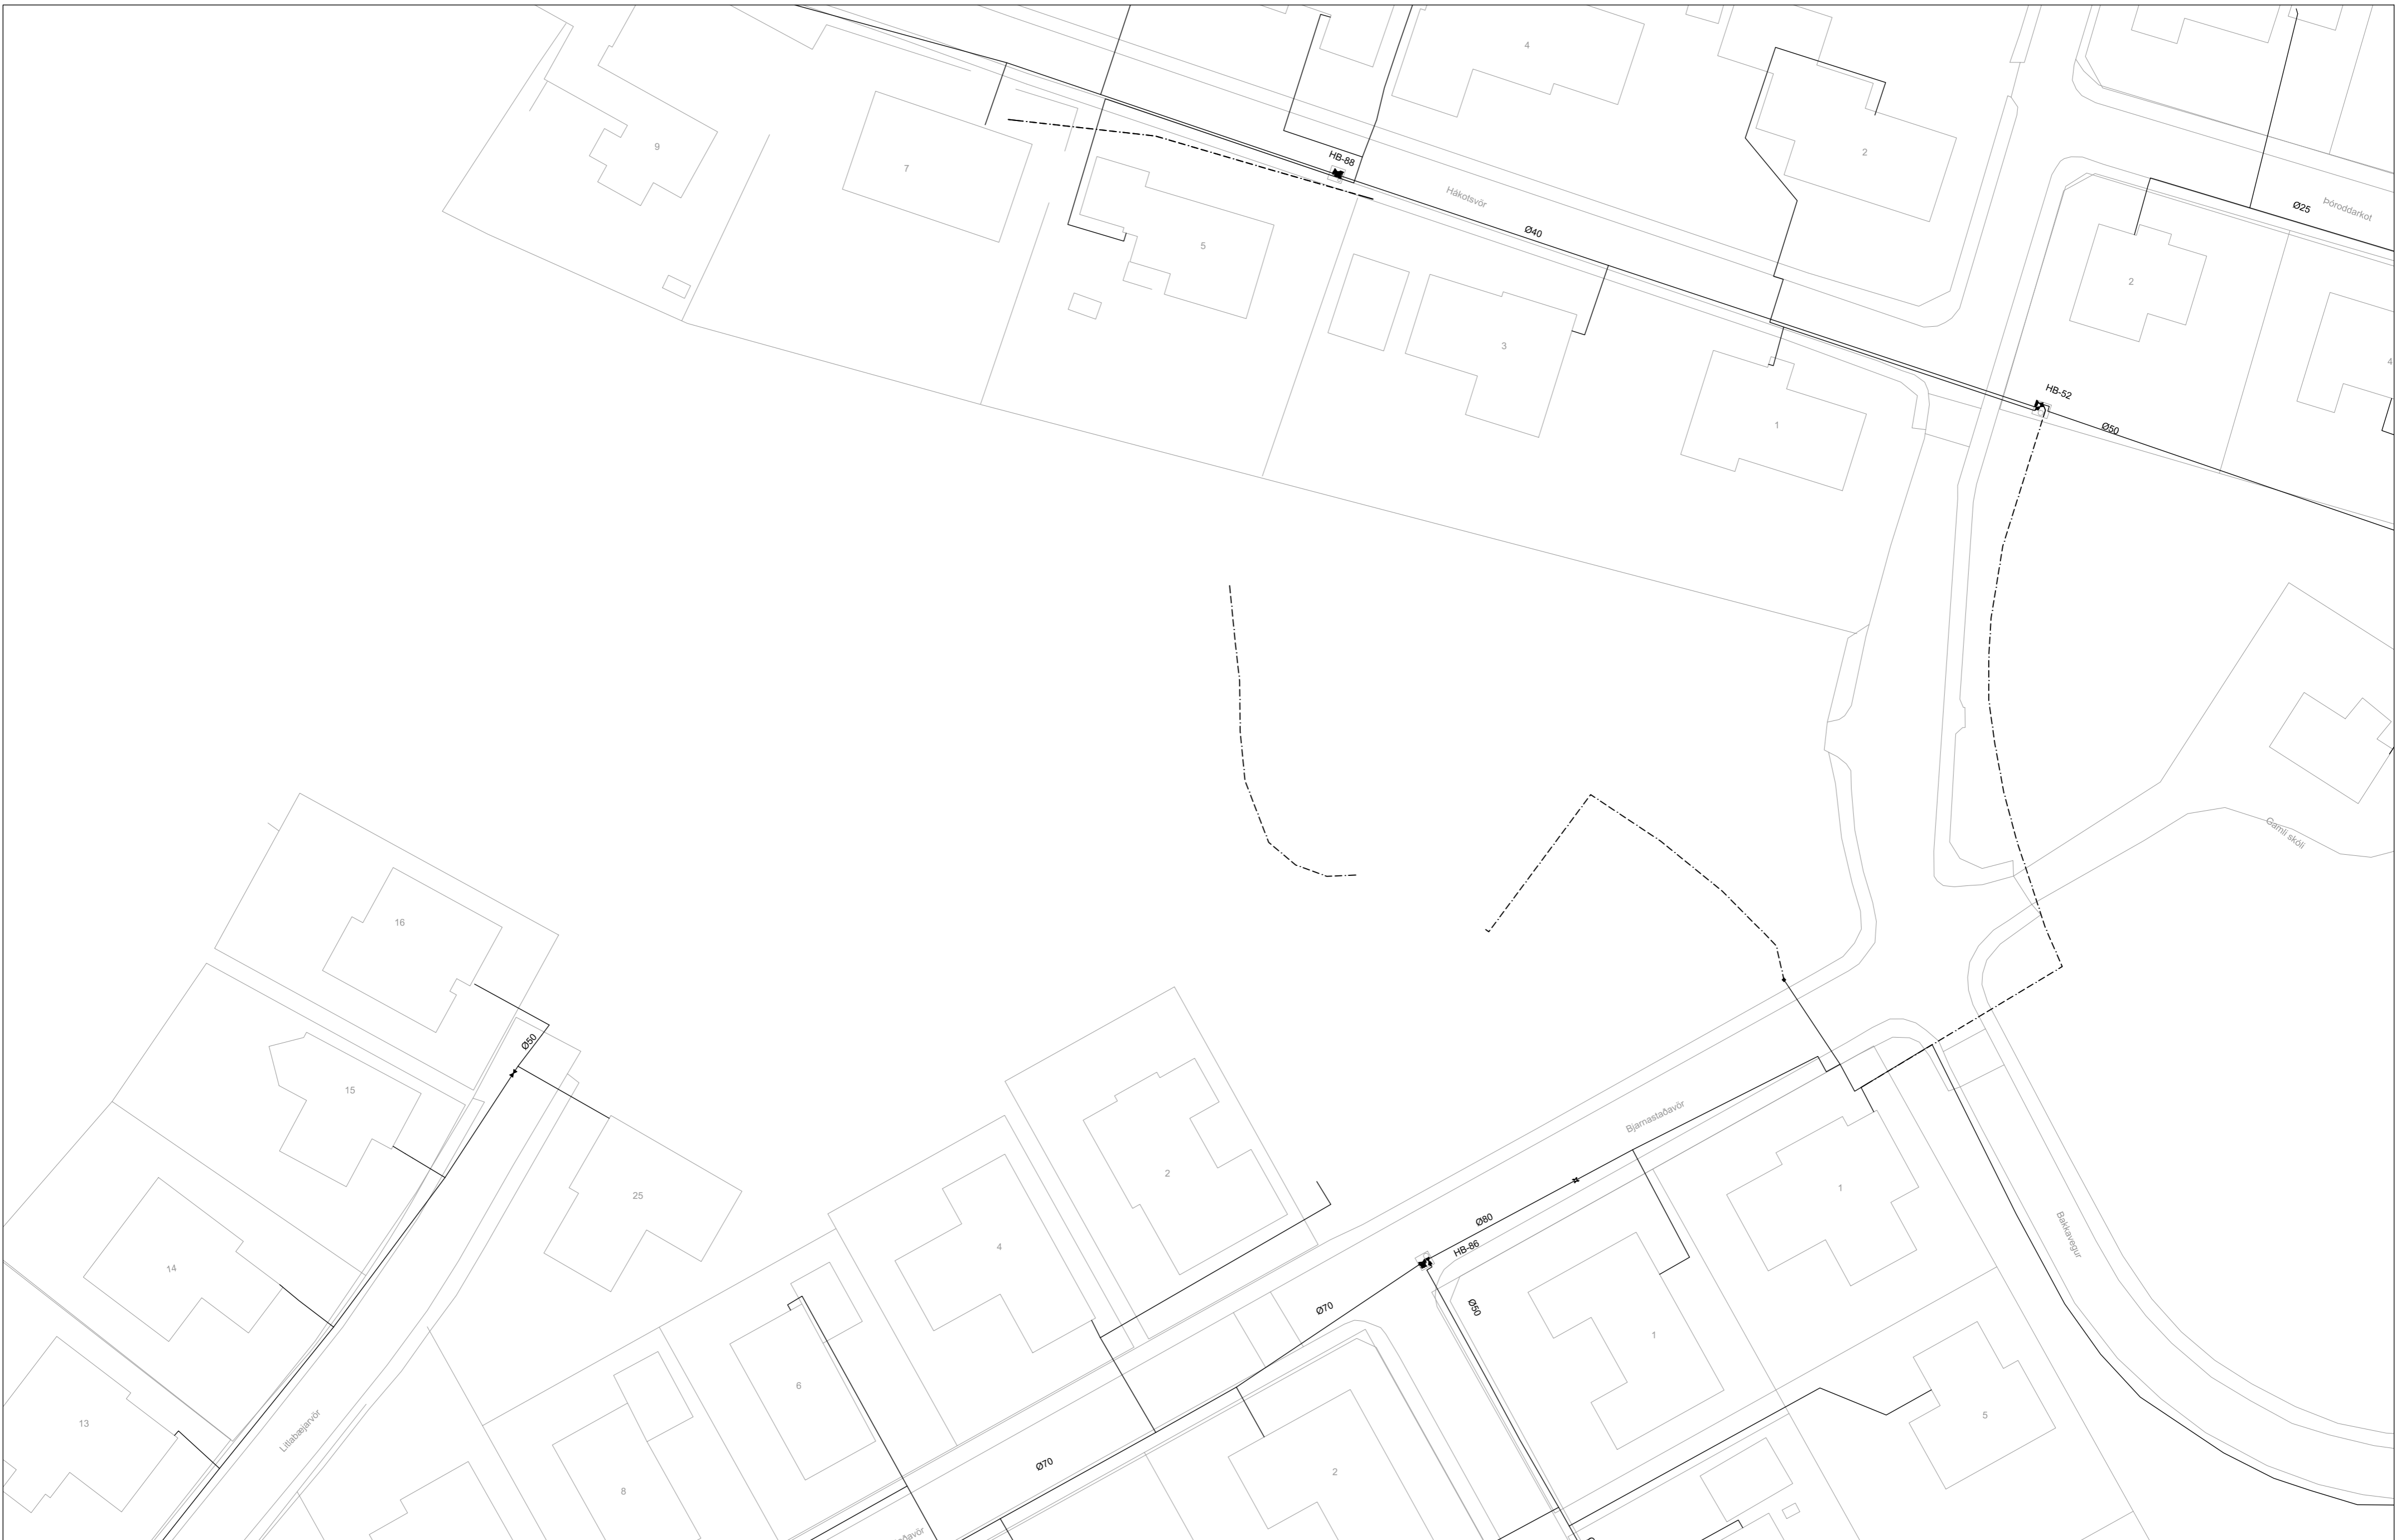 4
9
7
HB-88
2
Hákotsvör
Ø25
Þóroddarkot
Ø40
5
2
3
4
HB-52
1
Ø50
Gamli skóli
16
Ø50
15
Bjarnastaðavör
2
25
1
Bakkavegur
Ø80
HB-86
4
14
Ø70
Ø50
1
6
5
13
Litlabæjarvör
Ø70
2
8